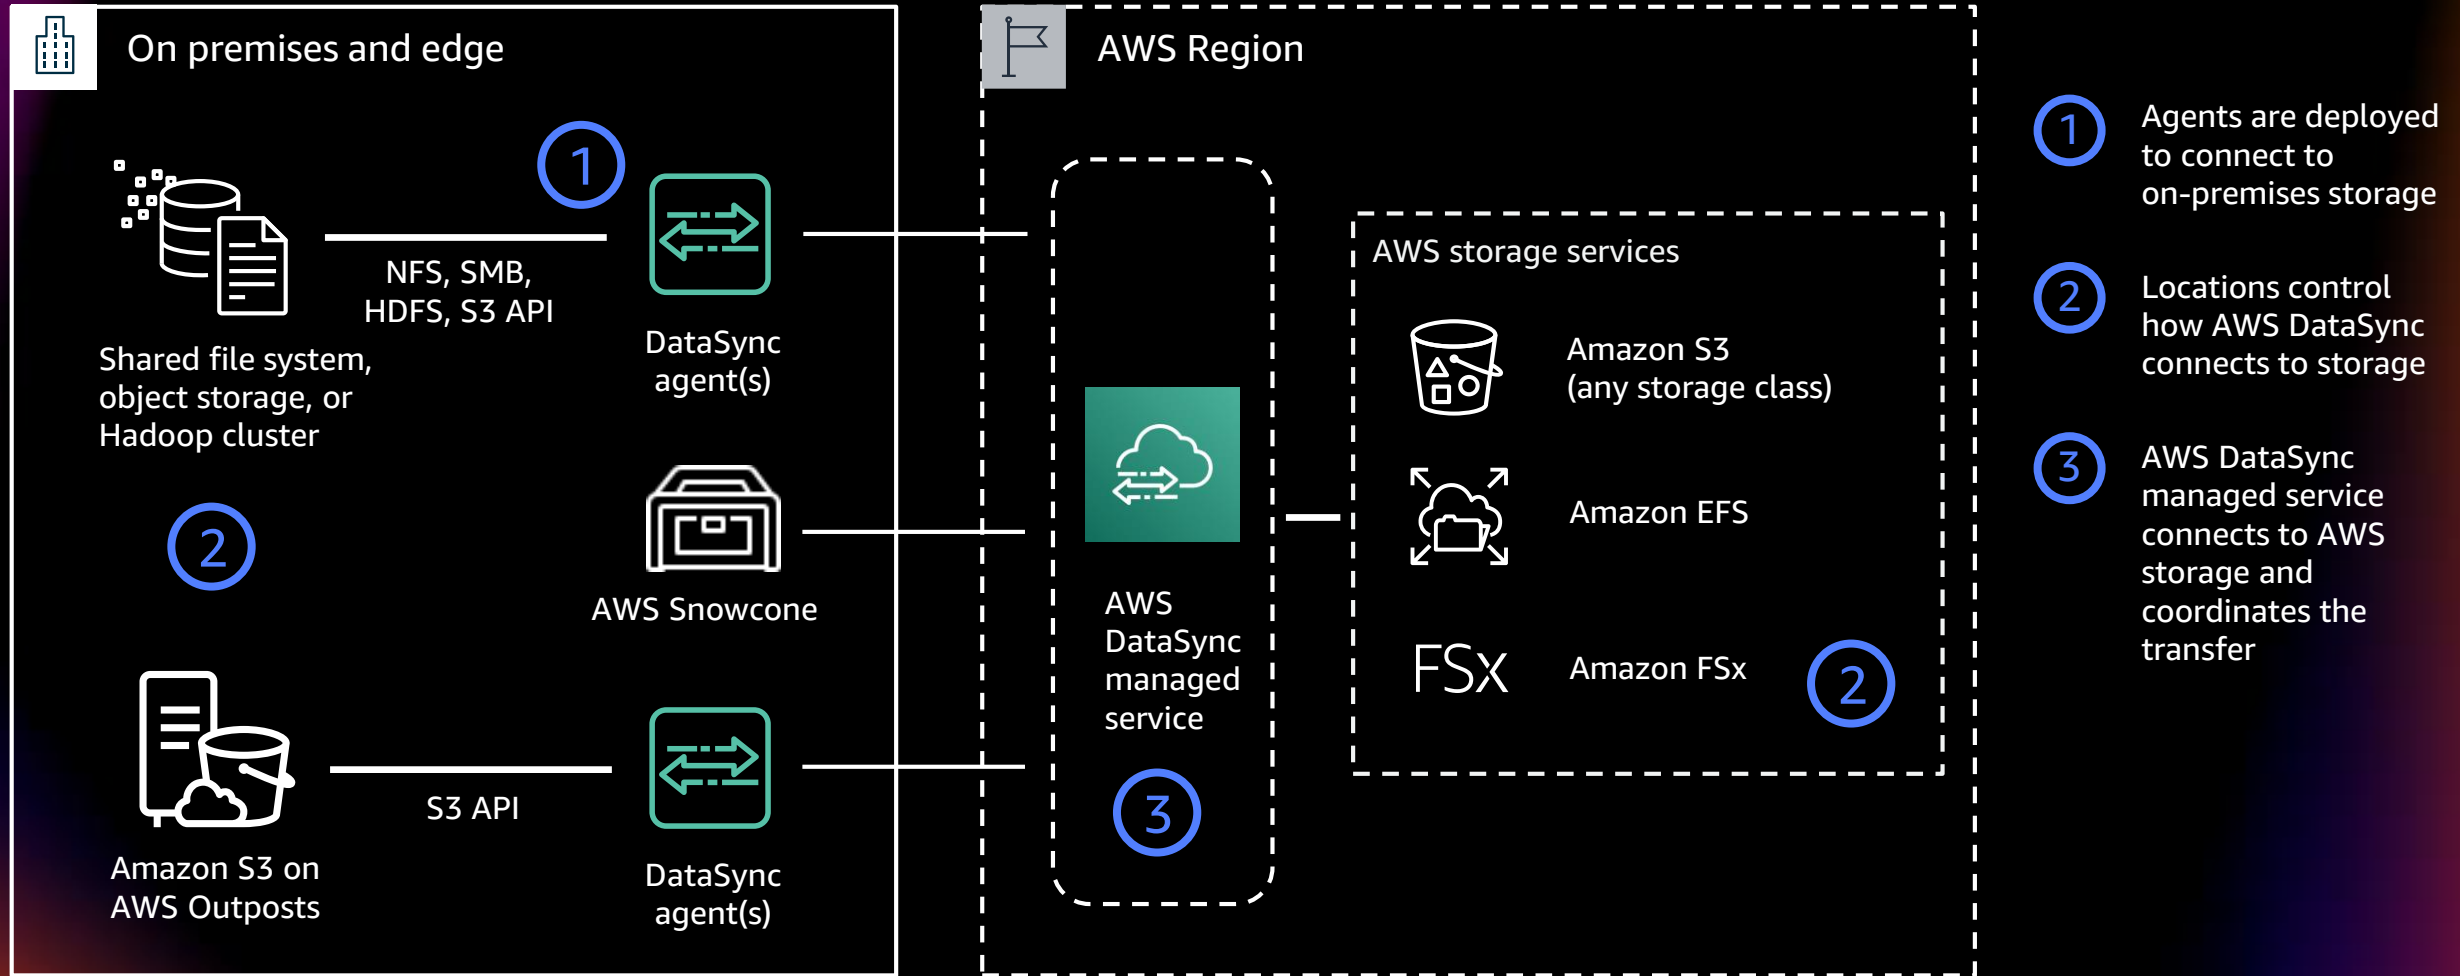 On premises and edge
1
NFS, SMB,
HDFS, S3 API
Shared file system,
object storage, or
Hadoop cluster
DataSync
agent(s)
2
AWS Snowcone
S3 API
Amazon S3 on
AWS Outposts
DataSync
agent(s)
AWS Region
AWS
DataSync
managed
service
3
AWS storage services
Amazon S3
(any storage class)
Amazon EFS
FSx
Amazon FSx
2
1
Agents are deployed
to connect to
on-premises storage
2
Locations control
how AWS DataSync
connects to storage
3
AWS DataSync
managed service
connects to AWS
storage and
coordinates the
transfer